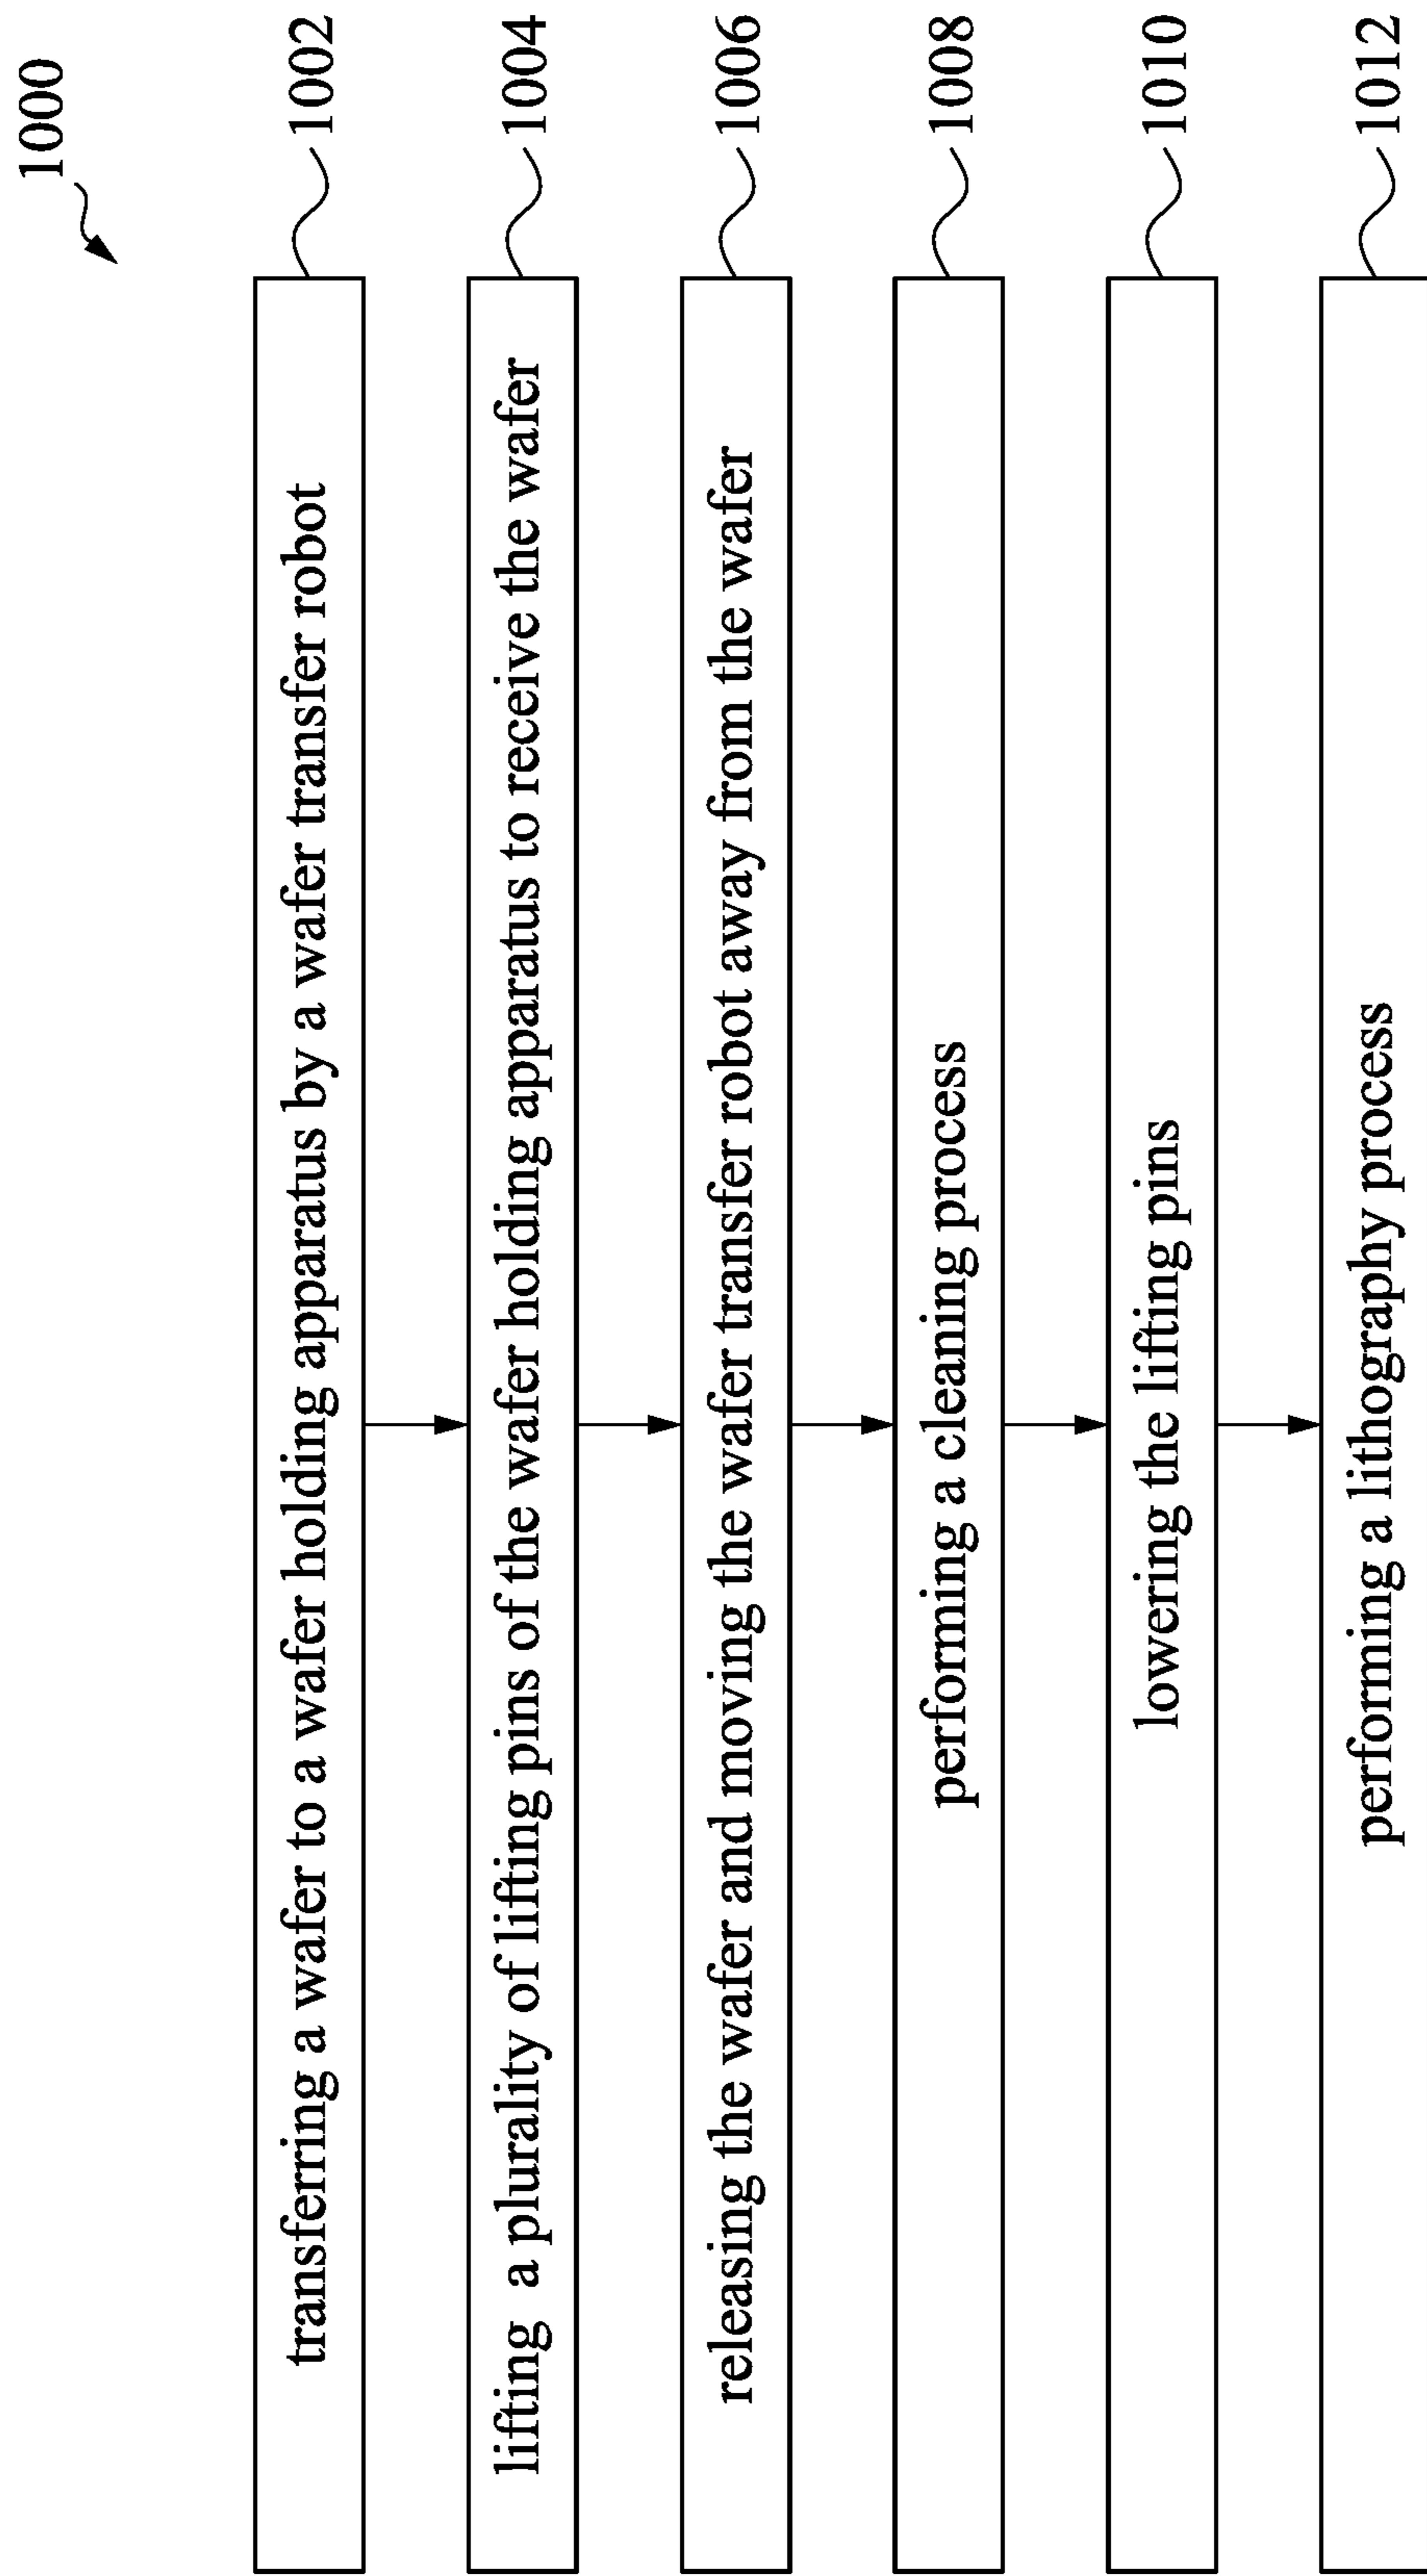 1000
transferring a wafer to a wafer holding apparatus by a wafer transfer robot
1002
lifting a plurality of lifting pins of the wafer holding apparatus to receive the wafer
1004
releasing the wafer and moving the wafer transfer robot away from the wafer
1006
performing a cleaning process
1008
lowering the lifting pins
1010
performing a lithography process
1012